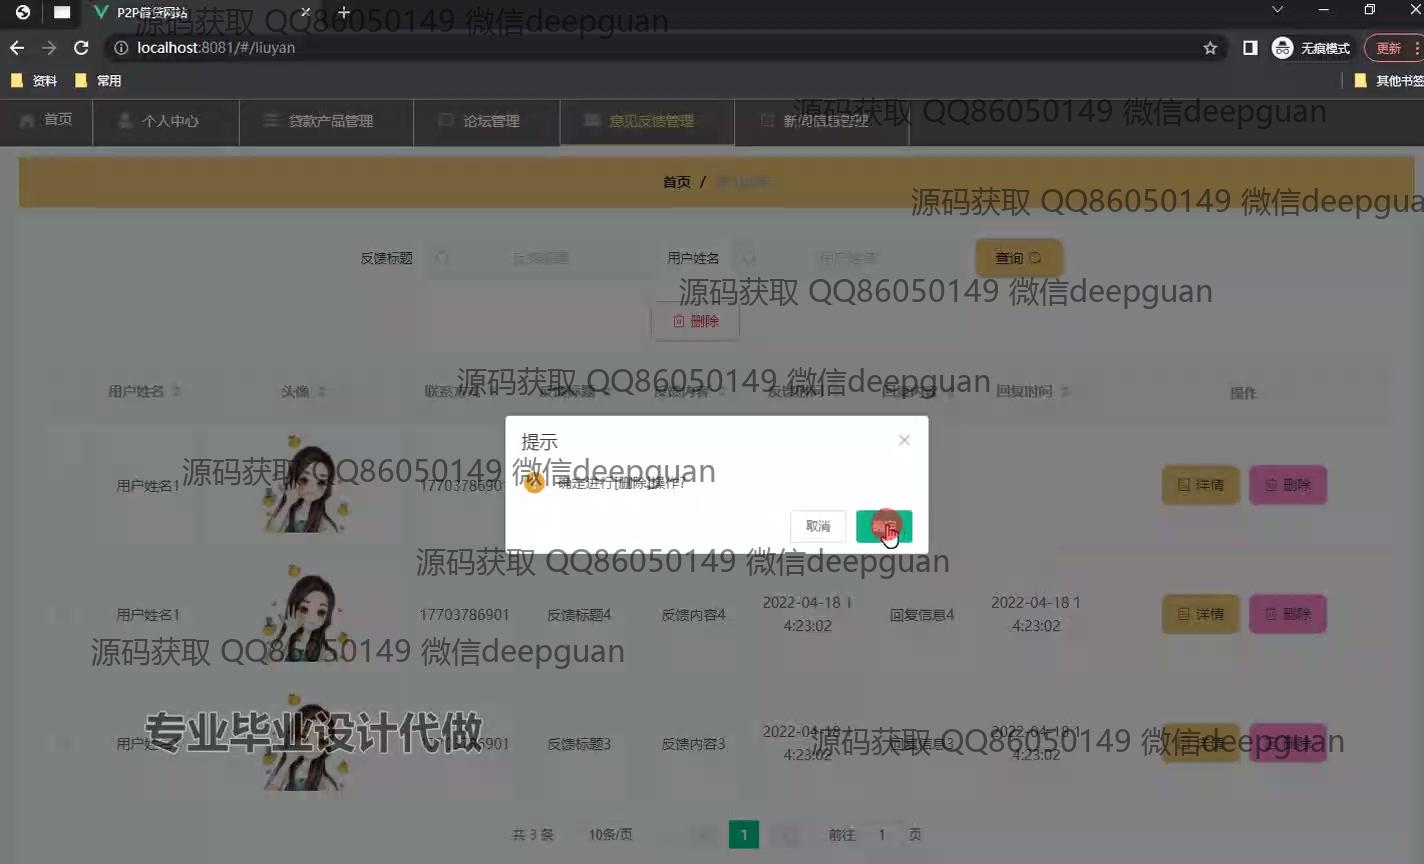 P2P借贷网站
源码获取 QQ86050149 微信deepguan
localhost:8081/#/liuyan
无痕模式
更新
资料
常用
其他书签
首页
个人中心
贷款产品管理
论坛管理
意见反馈管理
新闻信息管理
源码获取 QQ86050149 微信deepguan
首页 /
源码获取 QQ86050149 微信deepgua
反馈标题
反馈标题
用户姓名
用户姓名
查询
源码获取 QQ86050149 微信deepguan
删除
源码获取 QQ86050149 微信deepguan
用户姓名
头像
联系方式
反馈标题
反馈内容
反馈时间
回复内容
回复时间
操作
提示
确定进行[删除]操作?
取消
用户姓名1
1770378690
详情
删除
源码获取 QQ86050149 微信deepguan
源码获取 QQ86050149 微信deepguan
用户姓名1
17703786901
反馈标题4
反馈内容4
2022-04-18 1
4:23:02
回复信息4
2022-04-18 1
4:23:02
详情
删除
源码获取 QQ86050149 微信deepguan
专业毕业设计代做
反馈标题3
反馈内容3
2022-04-18 1
4:23:02
回复信息3
2022-04-18 1
4:23:02
详情
删除
源码获取 QQ86050149 微信deepguan
共 3 条
10条/页
1
前往
1
页